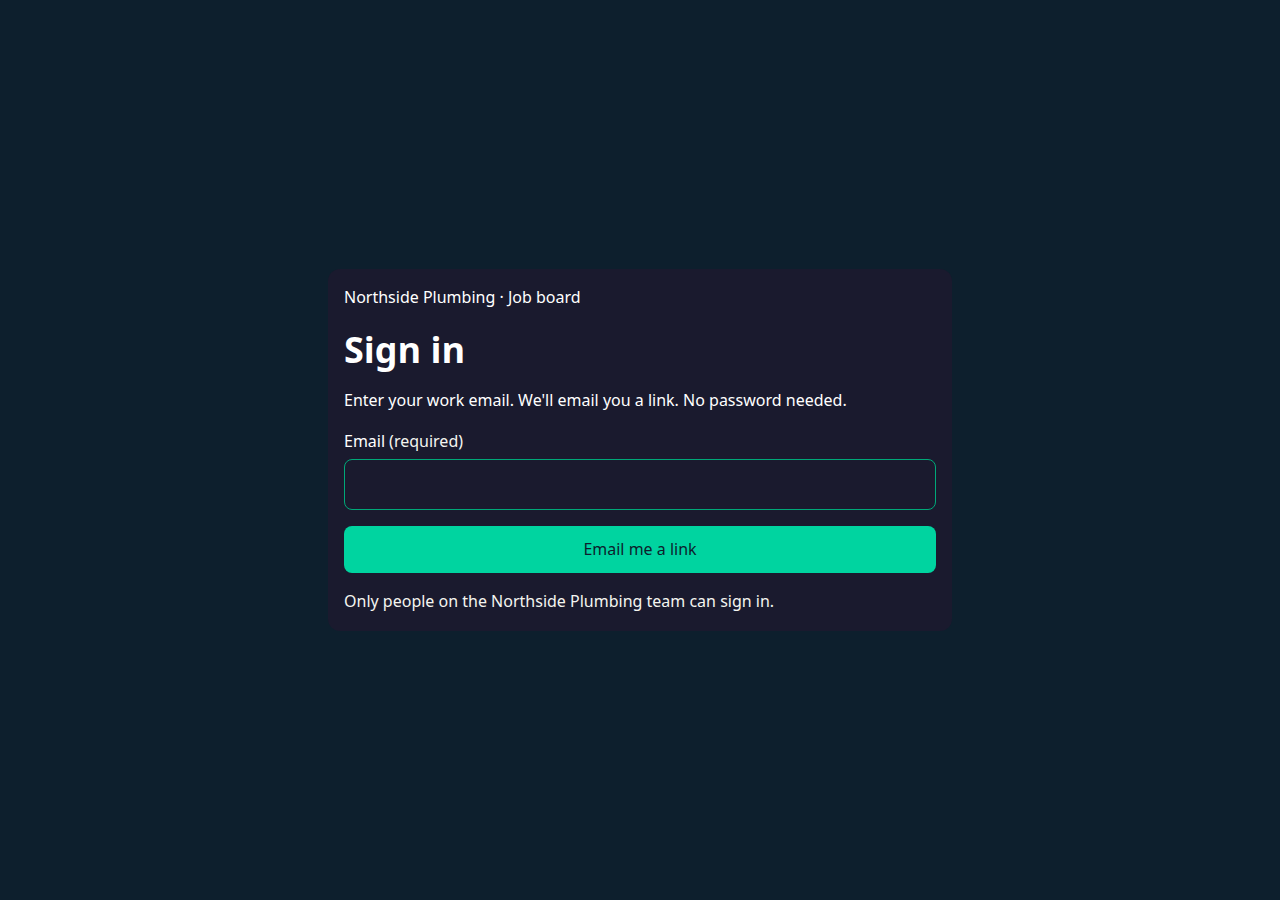 Northside Plumbing · Job board
Sign in
Enter your work email. We'll email you a link. No password needed.
Email (required)
Email me a link
Only people on the Northside Plumbing team can sign in.